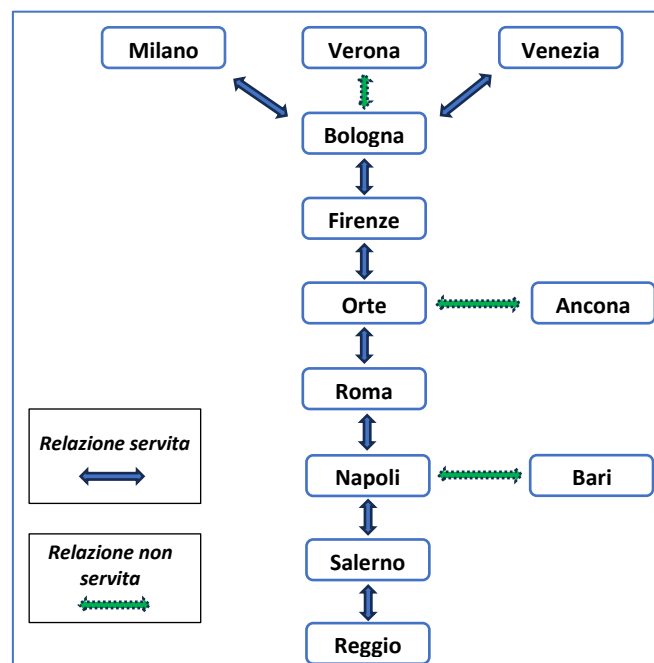 Milano
Verona
Venezia
Bologna
Firenze
Orte
Ancona
Roma
Relazione servita
Napoli
Bari
Relazione non
servita
Salerno
Reggio